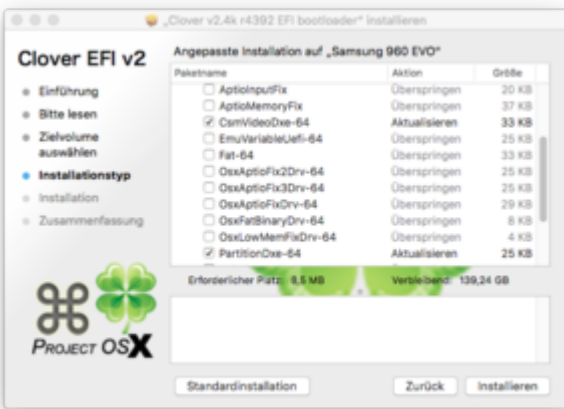 „Clover v2.4k r4392 EFI bootloader“ installieren
Clover EFI v2
Angepasste Installation auf „Samsung 960 EVO“
Einführung
Bitte lesen
Zielvolume
auswählen
Installationstyp
Installation
Zusammenfassung
Paketname Aktion Größe
AptioInputFix Überspringen 20 KB
AptioMemoryFix Überspringen 37 KB
CsmVideoDxe-64 Aktualisieren 33 KB
EmuVariableUefi-64 Überspringen 25 KB
Fat-64 Überspringen 33 KB
OsxAptioFix2Drv-64 Überspringen 25 KB
OsxAptioFix3Drv-64 Überspringen 25 KB
OsxAptioFixDrv-64 Überspringen 29 KB
OsxFatBinaryDrv-64 Überspringen 8 KB
OsxLowMemFixDrv-64 Überspringen 4 KB
PartitionDxe-64 Aktualisieren 25 KB
Erforderlicher Platz: 8,5 MB Verbleibend: 139,24 GB
PROJECT OSX
Standardinstallation Zurück Installieren